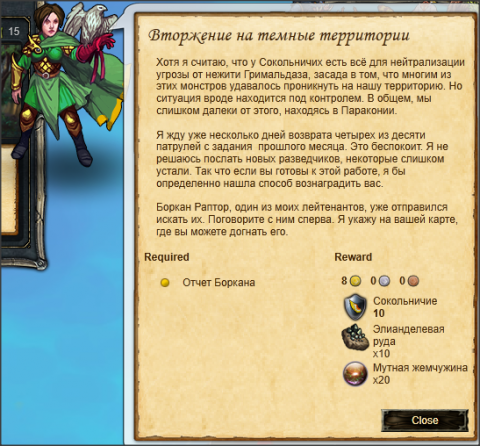 15
Вторжение на темные территории
Хотя я считаю, что у Сокольничих есть всё для нейтрализации
угрозы от нежити Гримальдаза, засада в том, что многим из
этих монстров удавалось проникнуть на нашу территорию. Но
ситуация вроде находится под контролем. В общем, мы
слишком далеки от этого, находясь в Параконии.
Я жду уже несколько дней возврата четырех из десяти
патрулей с задания прошлого месяца. Это беспокоит. Я не
решаюсь послать новых разведчиков, некоторые слишком
устали. Так что если вы готовы к этой работе, я бы
определенно нашла способ вознаградить вас.
Боркан Раптор, один из моих лейтенантов, уже отправился
искать их. Поговорите с ним сперва. Я укажу на вашей карте,
где вы можете догнать его.
Required
Отчет Боркана
Reward
8 0 0
Сокольничие
10
Элианделевая
руда
x10
Мутная жемчужина
x20
Close